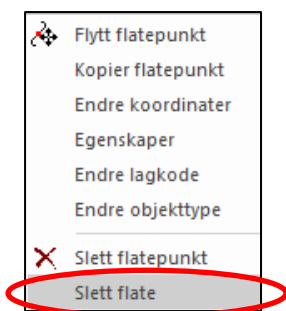 Flytt flatepunkt
Kopier flatepunkt
Endre koordinater
Egenskaper
Endre lagkode
Endre objekttype
Slett flatepunkt
Slett flate